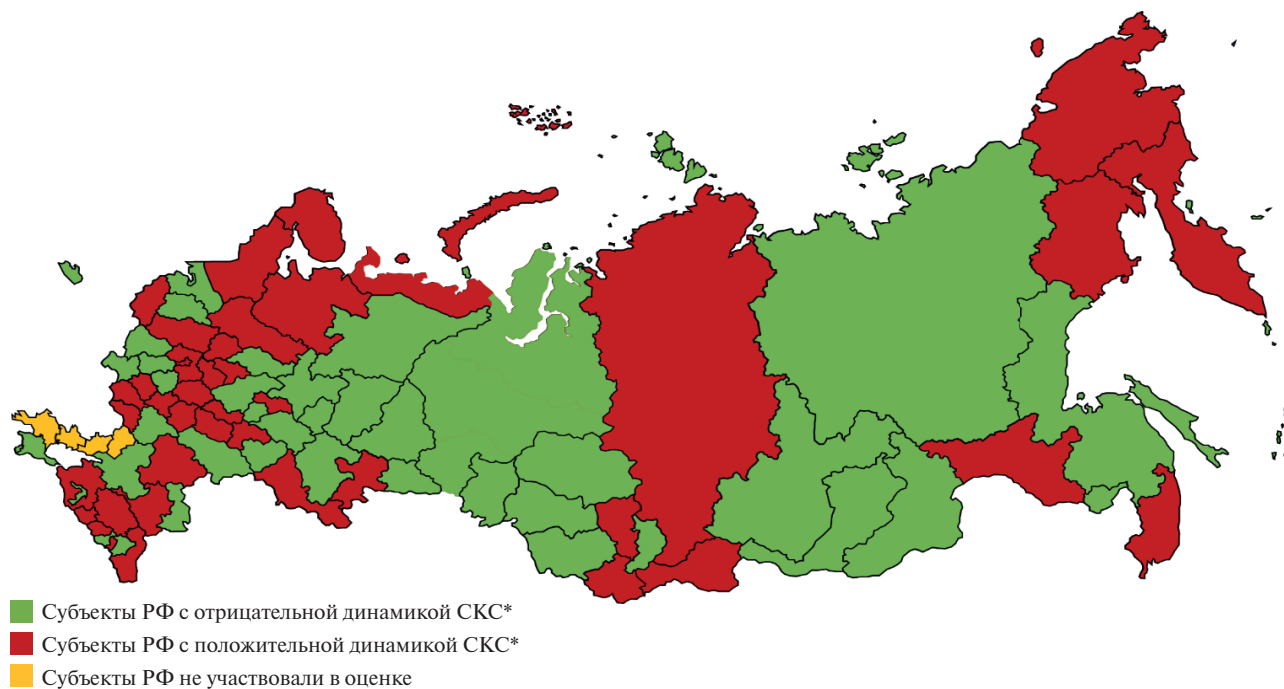 Субъекты РФ с отрицательной динамикой СКС*
Субъекты РФ с положительной динамикой СКС*
Субъекты РФ не участвовали в оценке